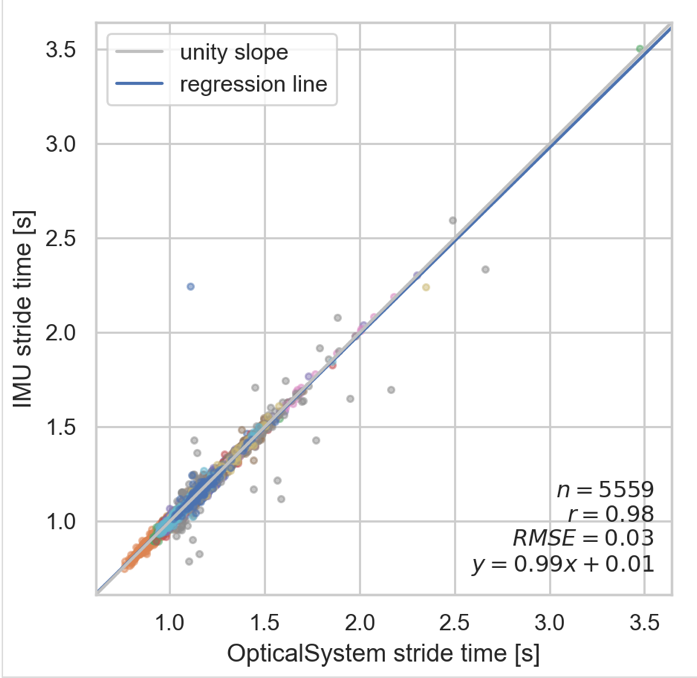 unity slope
regression line
3.5
3.0
2.5
2.0
1.5
1.0
IMU stride time [s]
n = 5559
r = 0.98
RMSE = 0.03
y = 0.99x + 0.01
1.0 1.5 2.0 2.5 3.0 3.5
OpticalSystem stride time [s]